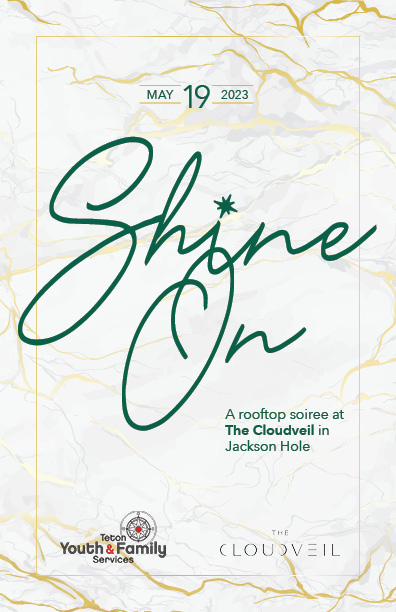 MAY 19 2023
Shine
On
A rooftop soiree at
The Cloudveil in
Jackson Hole
Teton
Youth & Family
Services
THE
CLOUDVEIL